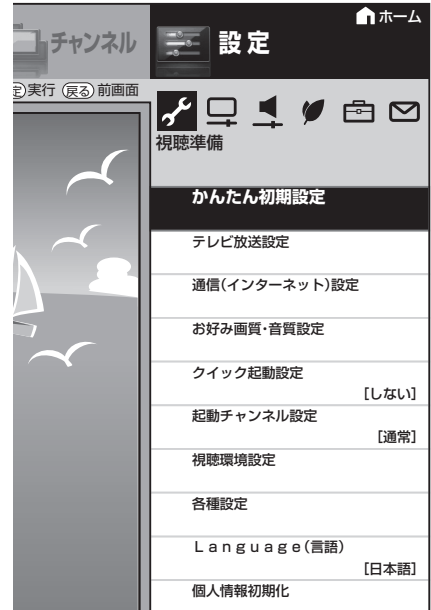 ホーム
チャンネル
設定
実行 戻る 前画面
視聴準備
かんたん初期設定
テレビ放送設定
通信(インターネット)設定
お好み画質・音質設定
クイック起動設定
[しない]
起動チャンネル設定
[通常]
視聴環境設定
各種設定
Language(言語)
[日本語]
個人情報初期化